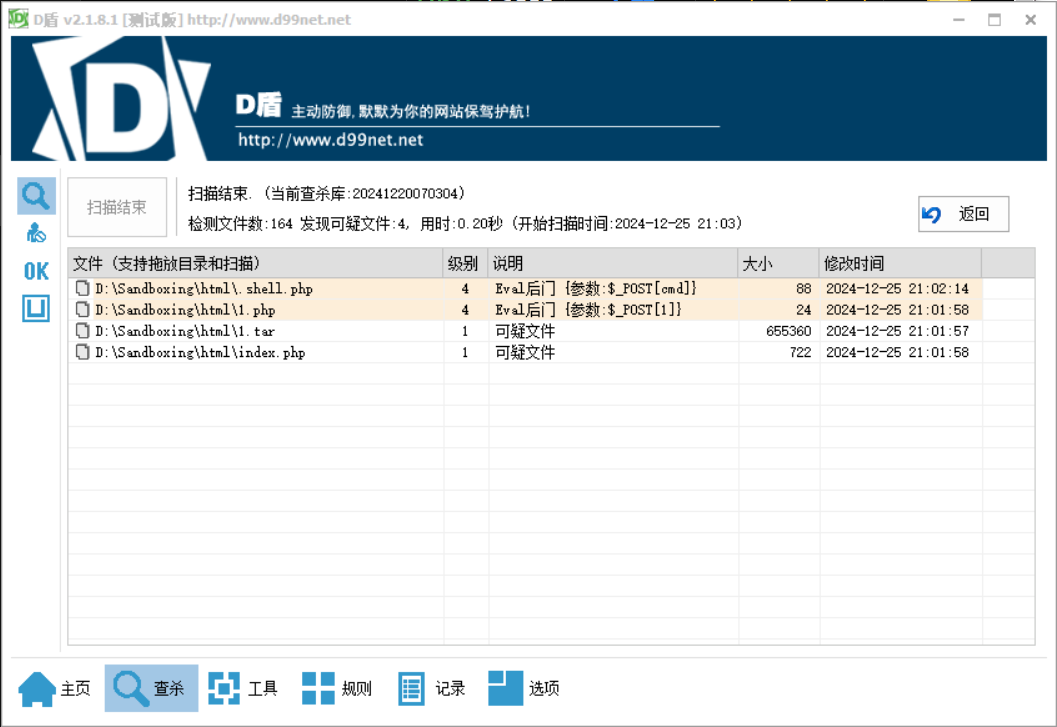 D盾 v2.1.8.1 [测试版] http://www.d99net.net
D盾 主动防御,默默为你的网站保驾护航!
http://www.d99net.net
扫描结束
扫描结束. (当前查杀库:20241220070304)
检测文件数:164 发现可疑文件:4, 用时:0.20秒 (开始扫描时间:2024-12-25 21:03)
返回
OK
文件 (支持拖放目录和扫描) 级别 说明 大小 修改时间
D:\Sandboxing\html\.shell.php 4 Eval后门 {参数:$_POST[cmd]} 88 2024-12-25 21:02:14
D:\Sandboxing\html\1.php 4 Eval后门 {参数:$_POST[1]} 24 2024-12-25 21:01:58
D:\Sandboxing\html\1.tar 1 可疑文件 655360 2024-12-25 21:01:57
D:\Sandboxing\html\index.php 1 可疑文件 722 2024-12-25 21:01:58
主页 查杀 工具 规则 记录 选项